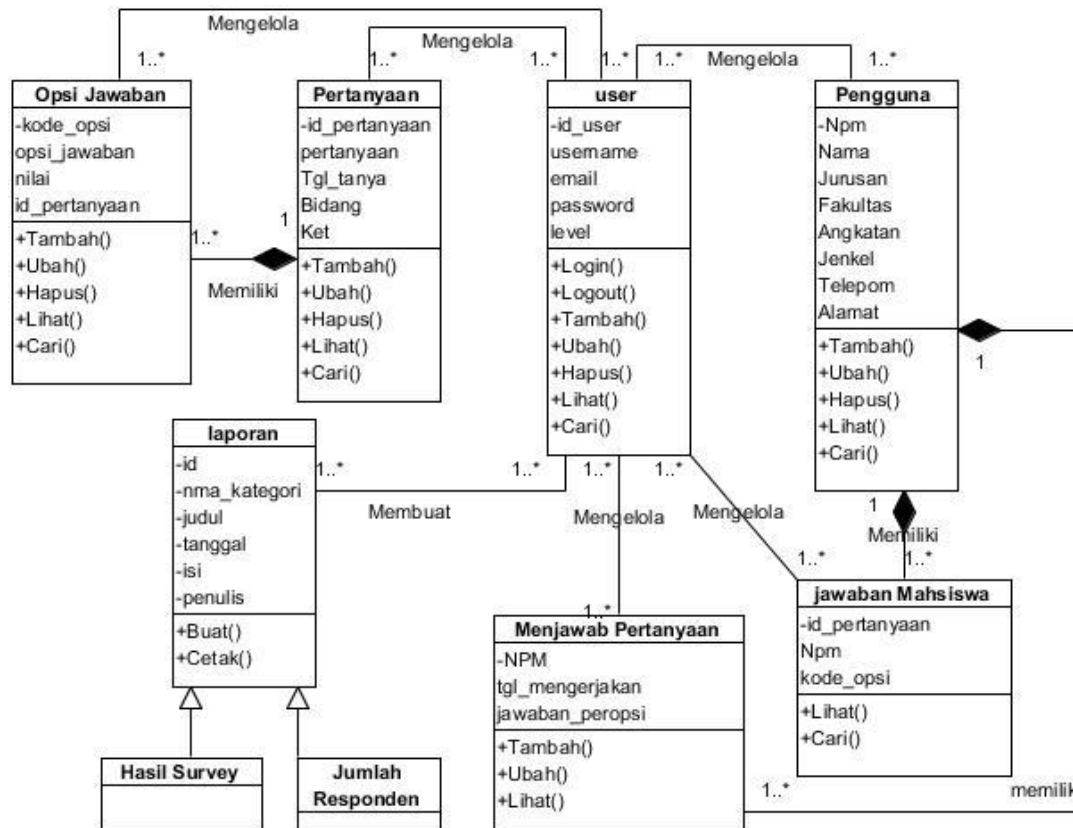 Mengelola
1..*
1..*
Mengelola
1..*
1..*
Mengelola
1..*
1..*
Opsi Jawaban
-kode_opsi
opsi_jawaban
nilai
id_pertanyaan
+Tambah()
+Ubah()
+Hapus()
+Lihat()
+Cari()
1..*
1
Memiliki
Pertanyaan
-id_pertanyaan
pertanyaan
Tgl_tanya
Bidang
Ket
+Tambah()
+Ubah()
+Hapus()
+Lihat()
+Cari()
user
-id_user
username
email
password
level
+Login()
+Logout()
+Tambah()
+Ubah()
+Hapus()
+Lihat()
+Cari()
Pengguna
-Npm
Nama
Jurusan
Fakultas
Angkatan
Jenkel
Telepom
Alamat
+Tambah()
+Ubah()
+Hapus()
+Lihat()
+Cari()
1
1
Memiliki
1..*
laporan
-id
-nma_kategori
-judul
-tanggal
-isi
-penulis
+Buat()
+Cetak()
1..*
1..*
Membuat
1..*
Mengelola
1..*
1..*
Mengelola
1..*
Menjawab Pertanyaan
-NPM
tgl_mengerjakan
jawaban_peropsi
+Tambah()
+Ubah()
+Lihat()
jawaban Mahsiswa
-id_pertanyaan
Npm
kode_opsi
+Lihat()
+Cari()
1..*
memilik
Hasil Survey
Jumlah
Responden